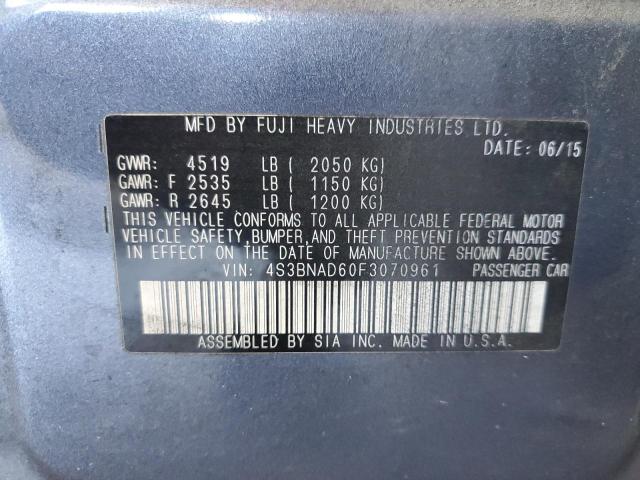 MFD BY FUJI HEAVY INDUSTRIES LTD.
DATE: 06/15
GVWR: 4519 LB ( 2050 KG)
GAWR: F 2535 LB ( 1150 KG)
GAWR: R 2645 LB ( 1200 KG)
THIS VEHICLE CONFORMS TO ALL APPLICABLE FEDERAL MOTOR
VEHICLE SAFETY,BUMPER,AND THEFT PREVENTION STANDARDS
IN EFFECT ON THE DATE OF MANUFACTURE SHOWN ABOVE.
VIN: 4S3BNAD60F3070961 PASSENGER CAR
ASSEMBLED BY SIA INC. MADE IN U.S.A.